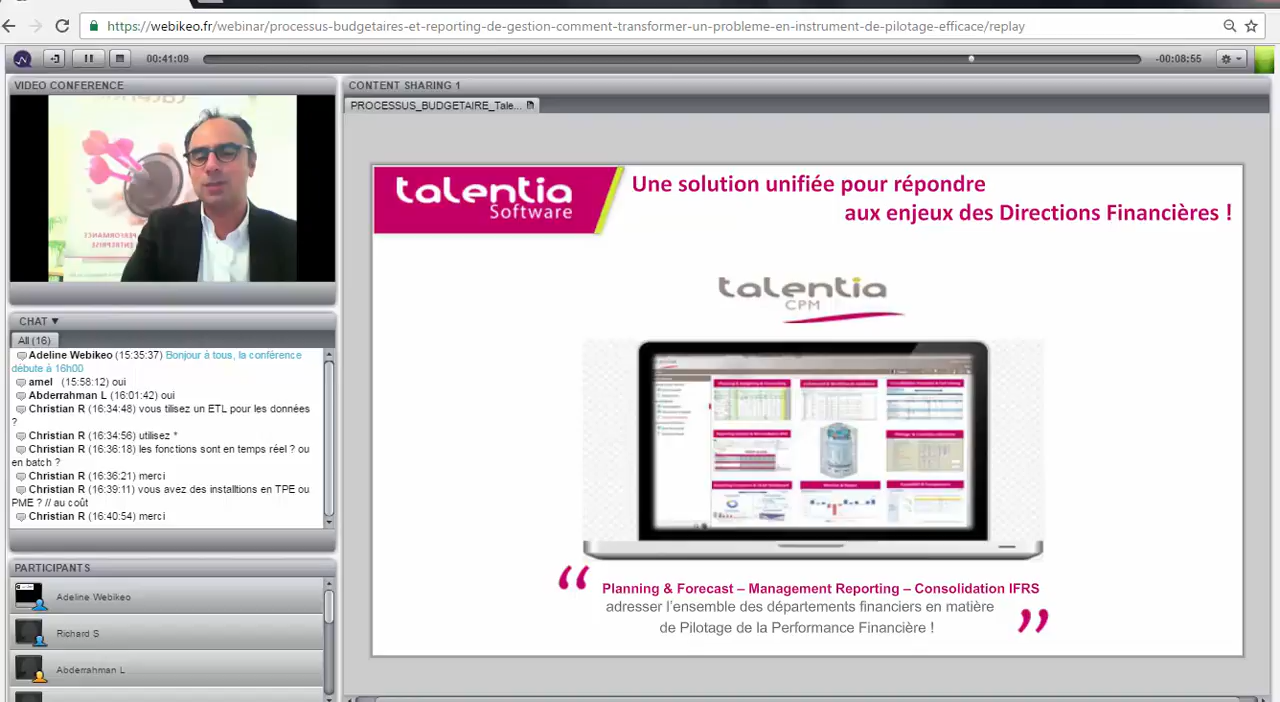 https://webikeo.fr/webinar/processus-budgetaires-et-reporting-de-gestion-comment-transformer-un-probleme-en-instrument-de-pilotage-efficace/replay
00:41:09
-00:08:55
VIDEO CONFERENCE
CHAT ▼
All (16)
Adeline Webikeo (15:35:37) Bonjour à tous, la conférence
débute à 16h00
amel (15:58:12) oui
Abderrahman L (16:01:42) oui
Christian R (16:34:48) vous tilisez un ETL pour les données
?
Christian R (16:34:56) utilisez *
Christian R (16:36:18) les fonctions sont en temps réel ? ou
en batch ?
Christian R (16:36:21) merci
Christian R (16:39:11) vous avez des installtions en TPE ou
PME ? // au coût
Christian R (16:40:54) merci
PARTICIPANTS
Adeline Webikeo
Richard S
Abderrahman L
CONTENT SHARING 1
PROCESSUS_BUDGETAIRE_Tale...
talentia
Software
Une solution unifiée pour répondre
aux enjeux des Directions Financières !
talentia
CPM
“ Planning & Forecast – Management Reporting – Consolidation IFRS
adresser l’ensemble des départements financiers en matière
de Pilotage de la Performance Financière ! ”